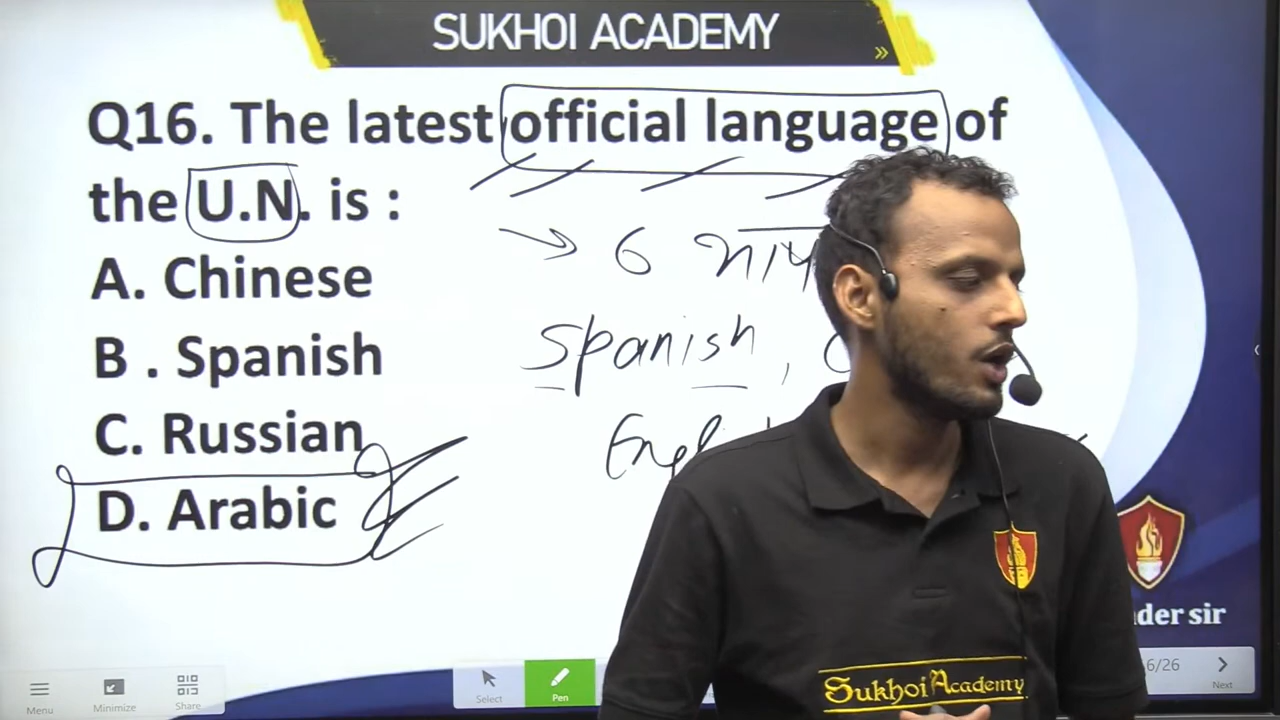 SUKHOI ACADEMY
Q16. The latest official language of
the U.N. is :
→ 6
A. Chinese
B . Spanish
Spanish,
C. Russian
D. Arabic
der sir
Sukhoi Academy
Menu
Minimize
Share
Select
Pen
6/26
Next